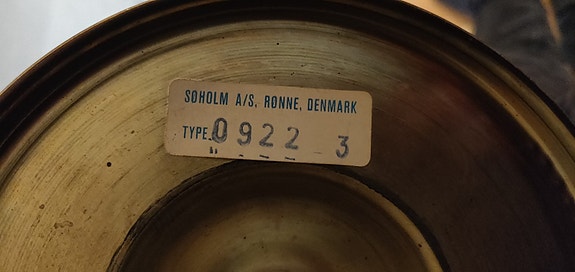 SØHOLM A/S, RØNNE, DENMARK
TYPE. 0922 3